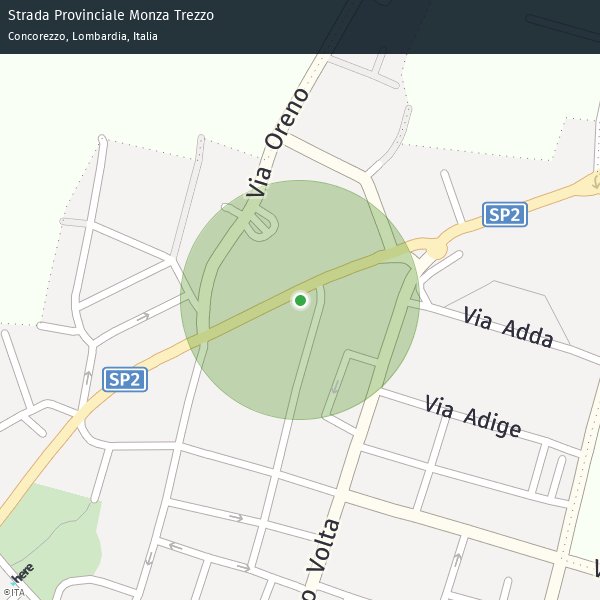 Strada Provinciale Monza Trezzo
Concorezzo, Lombardia, Italia
Via Oreno
SP2
Via Adda
SP2
Via Adige
Volta
here
©ITA